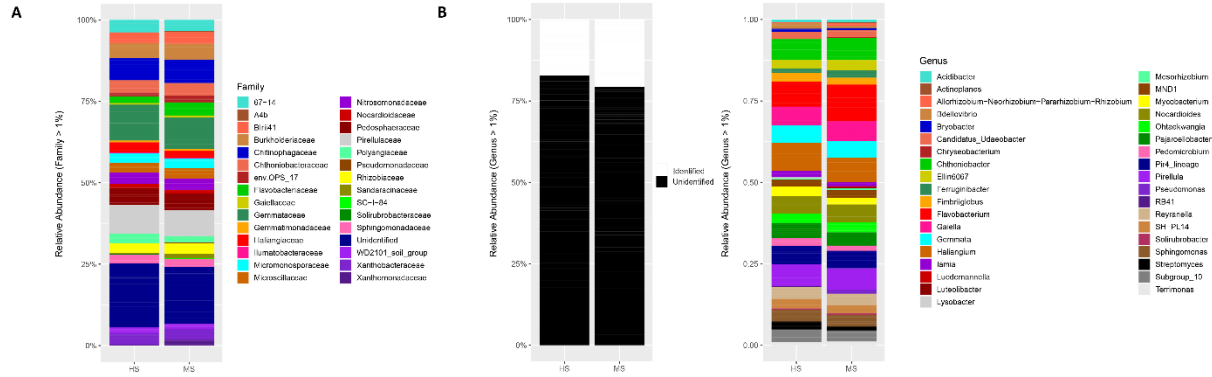 A
B
Relative Abundance (Family > 1%)
100%
75%
50%
25%
0%
HS
MS
Family
67-14
A4b
BIrii41
Burkholderiaceae
Chitinophagaceae
Chthoniobacteraceae
env.OPS_17
Flavobacteriaceae
Gaiellaceae
Gemmataceae
Gemmatimonadaceae
Haliangiaceae
Ilumatobacteraceae
Micromonosporaceae
Microscillaceae
Nitrosomonadaceae
Nocardioidaceae
Pedosphaeraceae
Pirellulaceae
Polyangiaceae
Pseudomonadaceae
Rhizobiaceae
Sandaracinaceae
SC-I-84
Solirubrobacteraceae
Sphingomonadaceae
Unidentified
WD2101_soil_group
Xanthobacteraceae
Xanthomonadaceae
Relative Abundance (Genus > 1%)
100%
75%
50%
25%
0%
HS
MS
Identified
Unidentified
Relative Abundance (Genus > 1%)
1.00
0.75
0.50
0.25
0.00
HS
MS
Genus
Acidibacter
Actinoplanes
Allorhizobium-Neorhizobium-Pararhizobium-Rhizobium
Bdellovibrio
Bryobacter
Candidatus_Udaeobacter
Chryseobacterium
Chthoniobacter
Ellin6067
Ferruginibacter
Fimbriiglobus
Flavobacterium
Gaiella
Gemmata
Haliangium
Iamia
Luedemannella
Luteolibacter
Lysobacter
Mesorhizobium
MND1
Mycobacterium
Nocardioides
Ohtaekwangia
Pajaroellobacter
Pedomicrobium
Pir4_lineage
Pirellula
Pseudomonas
RB41
Reyranella
SH_PL14
Solirubrobacter
Sphingomonas
Streptomyces
Subgroup_10
Terrimonas